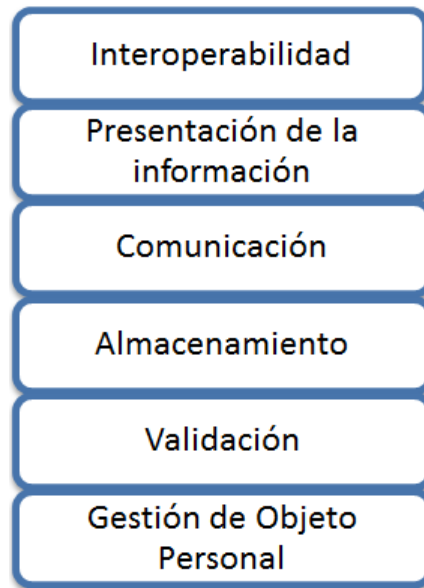 Interoperabilidad
Presentación de la
información
Comunicación
Almacenamiento
Validación
Gestión de Objeto
Personal